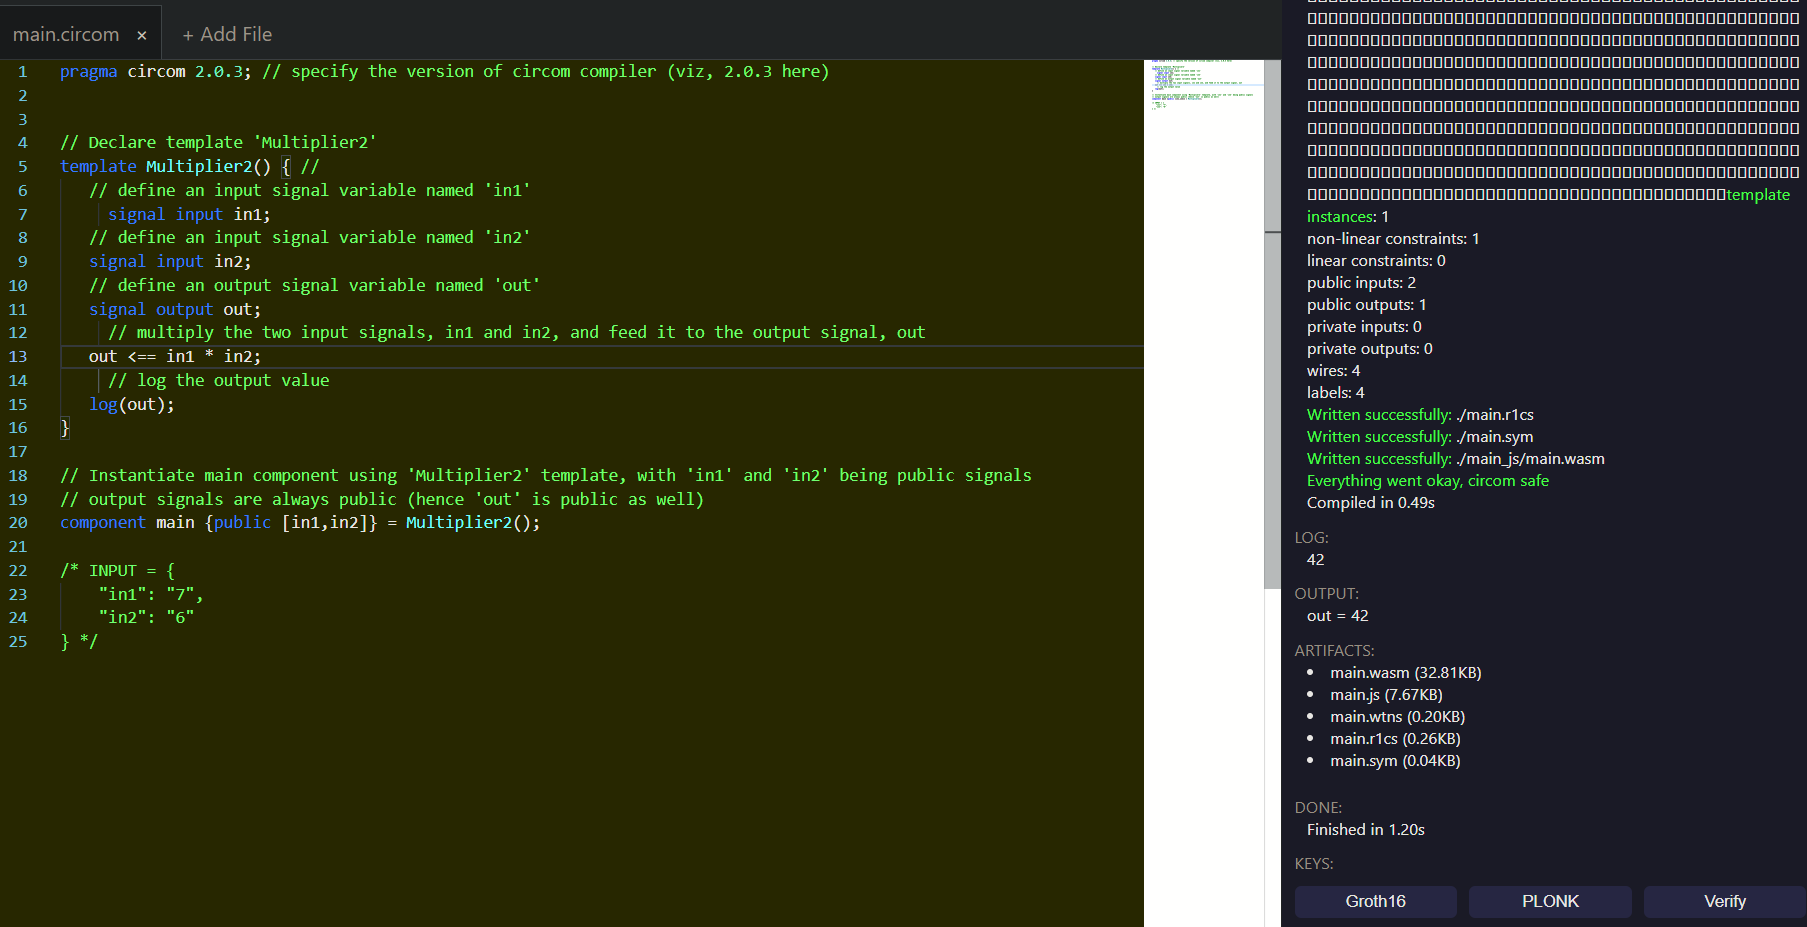 main.circom ×
+ Add File
1 pragma circom 2.0.3; // specify the version of circom compiler (viz, 2.0.3 here)
2
3
4 // Declare template 'Multiplier2'
5 template Multiplier2() { //
6 // define an input signal variable named 'in1'
7 signal input in1;
8 // define an input signal variable named 'in2'
9 signal input in2;
10 // define an output signal variable named 'out'
11 signal output out;
12 // multiply the two input signals, in1 and in2, and feed it to the output signal, out
13 out <== in1 * in2;
14 // log the output value
15 log(out);
16 }
17
18 // Instantiate main component using 'Multiplier2' template, with 'in1' and 'in2' being public signals
19 // output signals are always public (hence 'out' is public as well)
20 component main {public [in1,in2]} = Multiplier2();
21
22 /* INPUT = {
23 "in1": "7",
24 "in2": "6"
25 } */
template
instances: 1
non-linear constraints: 1
linear constraints: 0
public inputs: 2
public outputs: 1
private inputs: 0
private outputs: 0
wires: 4
labels: 4
Written successfully: ./main.r1cs
Written successfully: ./main.sym
Written successfully: ./main_js/main.wasm
Everything went okay, circom safe
Compiled in 0.49s
LOG:
42
OUTPUT:
out = 42
ARTIFACTS:
• main.wasm (32.81KB)
• main.js (7.67KB)
• main.wtns (0.20KB)
• main.r1cs (0.26KB)
• main.sym (0.04KB)
DONE:
Finished in 1.20s
KEYS:
Groth16
PLONK
Verify